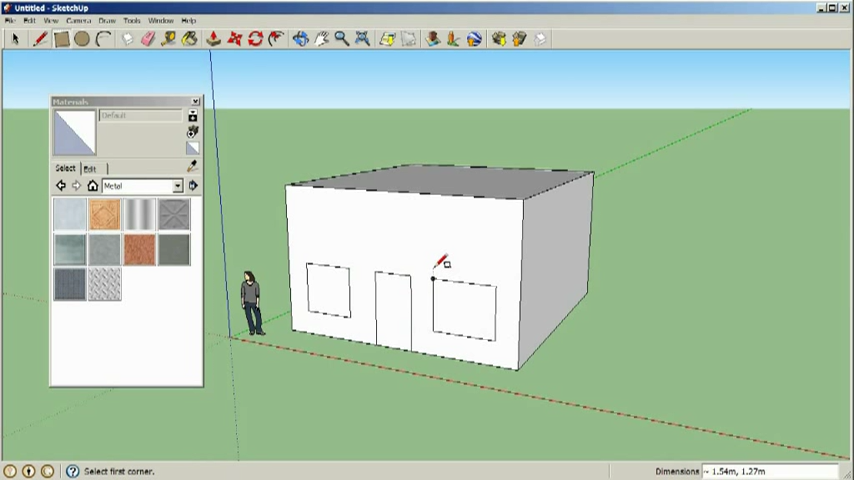 Untitled - SketchUp
File Edit View Camera Draw Tools Window Help
Materials
Default
Select Edit
Metal
Select first corner.
Dimensions ~ 1.54m, 1.27m